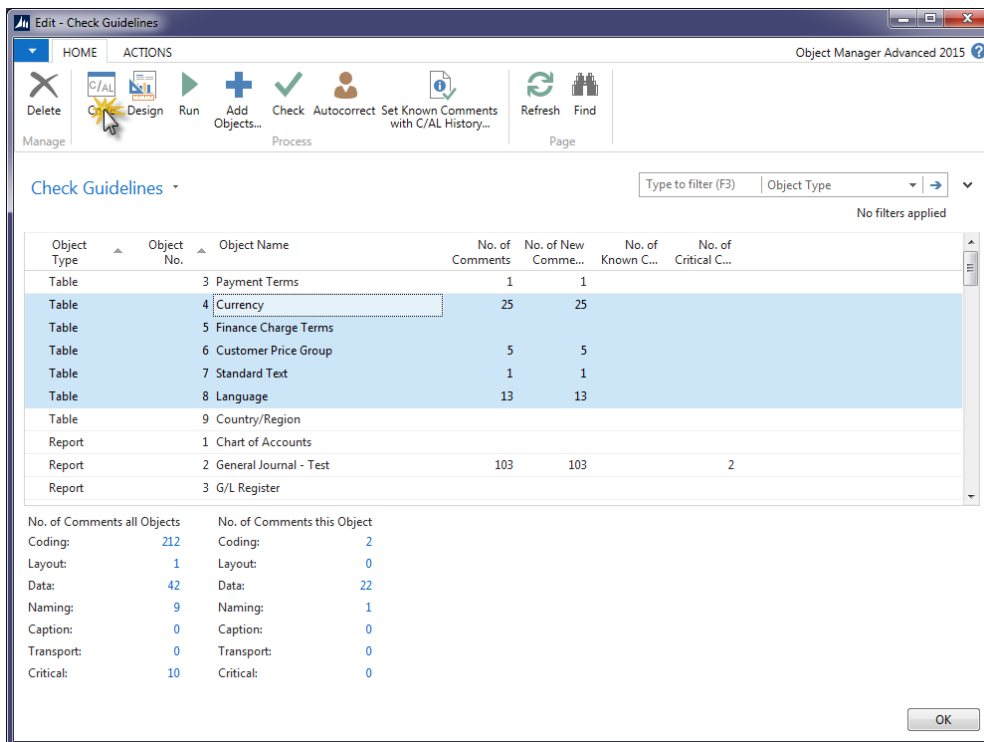 Edit - Check Guidelines
HOME ACTIONS Object Manager Advanced 2015
C/AL
Delete Design Run Add Objects... Check Autocorrect Set Known Comments with C/AL History... Refresh Find
Manage Process Page
Check Guidelines Type to filter (F3) Object Type
No filters applied
Object Type Object No. Object Name No. of Comments No. of New Comme... No. of Known C... No. of Critical C...
Table 3 Payment Terms 1 1
Table 4 Currency 25 25
Table 5 Finance Charge Terms
Table 6 Customer Price Group 5 5
Table 7 Standard Text 1 1
Table 8 Language 13 13
Table 9 Country/Region
Report 1 Chart of Accounts
Report 2 General Journal - Test 103 103 2
Report 3 G/L Register
No. of Comments all Objects No. of Comments this Object
Coding: 212 Coding: 2
Layout: 1 Layout: 0
Data: 42 Data: 22
Naming: 9 Naming: 1
Caption: 0 Caption: 0
Transport: 0 Transport: 0
Critical: 10 Critical: 0
OK